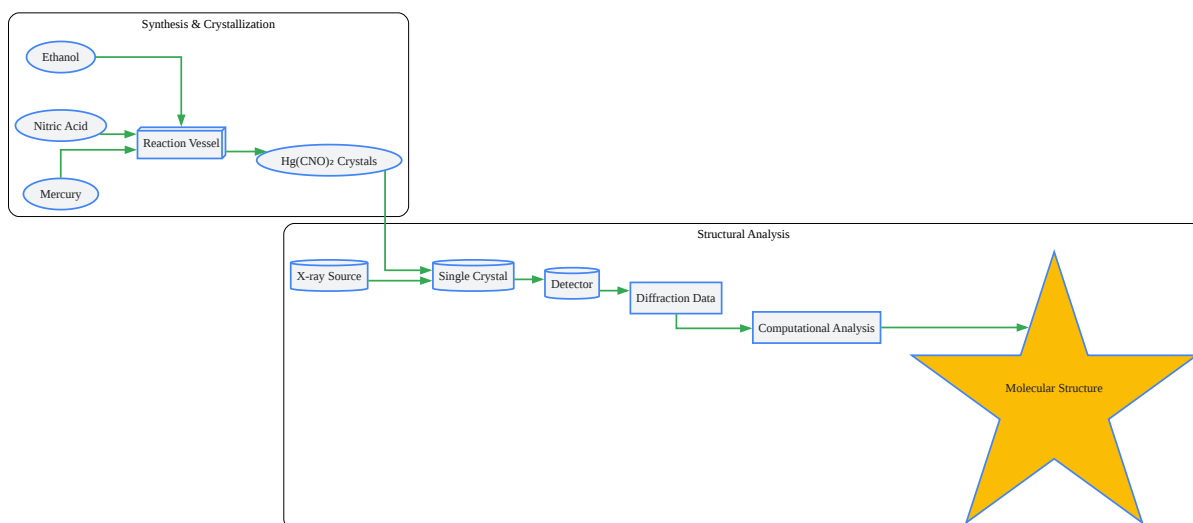 Synthesis & Crystallization
Ethanol
Nitric Acid
Reaction Vessel
Hg(CNO)₂ Crystals
Mercury
Structural Analysis
X-ray Source
Single Crystal
Detector
Diffraction Data
Computational Analysis
Molecular Structure